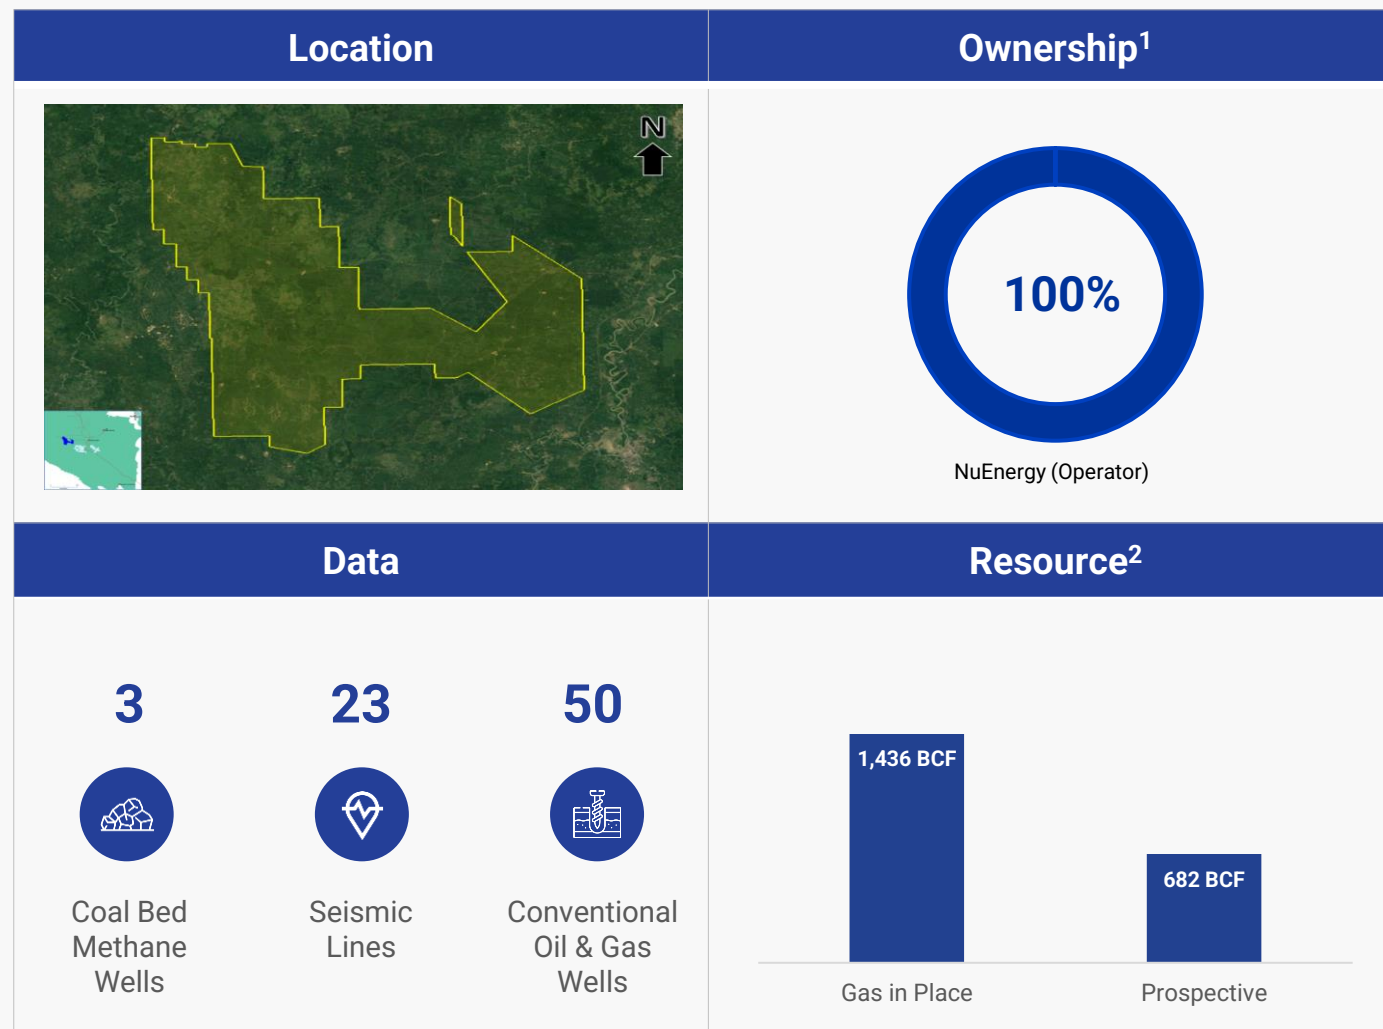 Location
Ownership¹
N
100%
NuEnergy (Operator)
Data
Resource²
3
23
50
Coal Bed
Methane
Wells
Seismic
Lines
Conventional
Oil & Gas
Wells
1,436 BCF
682 BCF
Gas in Place
Prospective